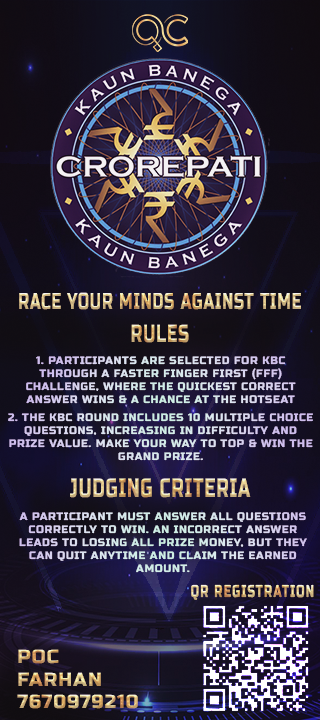 QC
KAUN BANEGA
CROREPATI
KAUN BANEGA
RACE YOUR MINDS AGAINST TIME
RULES
1. PARTICIPANTS ARE SELECTED FOR KBC
THROUGH A FASTER FINGER FIRST (FFF)
CHALLENGE, WHERE THE QUICKEST CORRECT
ANSWER WINS & A CHANCE AT THE HOTSEAT
2. THE KBC ROUND INCLUDES 10 MULTIPLE CHOICE
QUESTIONS, INCREASING IN DIFFICULTY AND
PRIZE VALUE. MAKE YOUR WAY TO TOP & WIN THE
GRAND PRIZE.
JUDGING CRITERIA
A PARTICIPANT MUST ANSWER ALL QUESTIONS
CORRECTLY TO WIN. AN INCORRECT ANSWER
LEADS TO LOSING ALL PRIZE MONEY, BUT THEY
CAN QUIT ANYTIME AND CLAIM THE EARNED
AMOUNT.
QR REGISTRATION
POC
FARHAN
7670979210